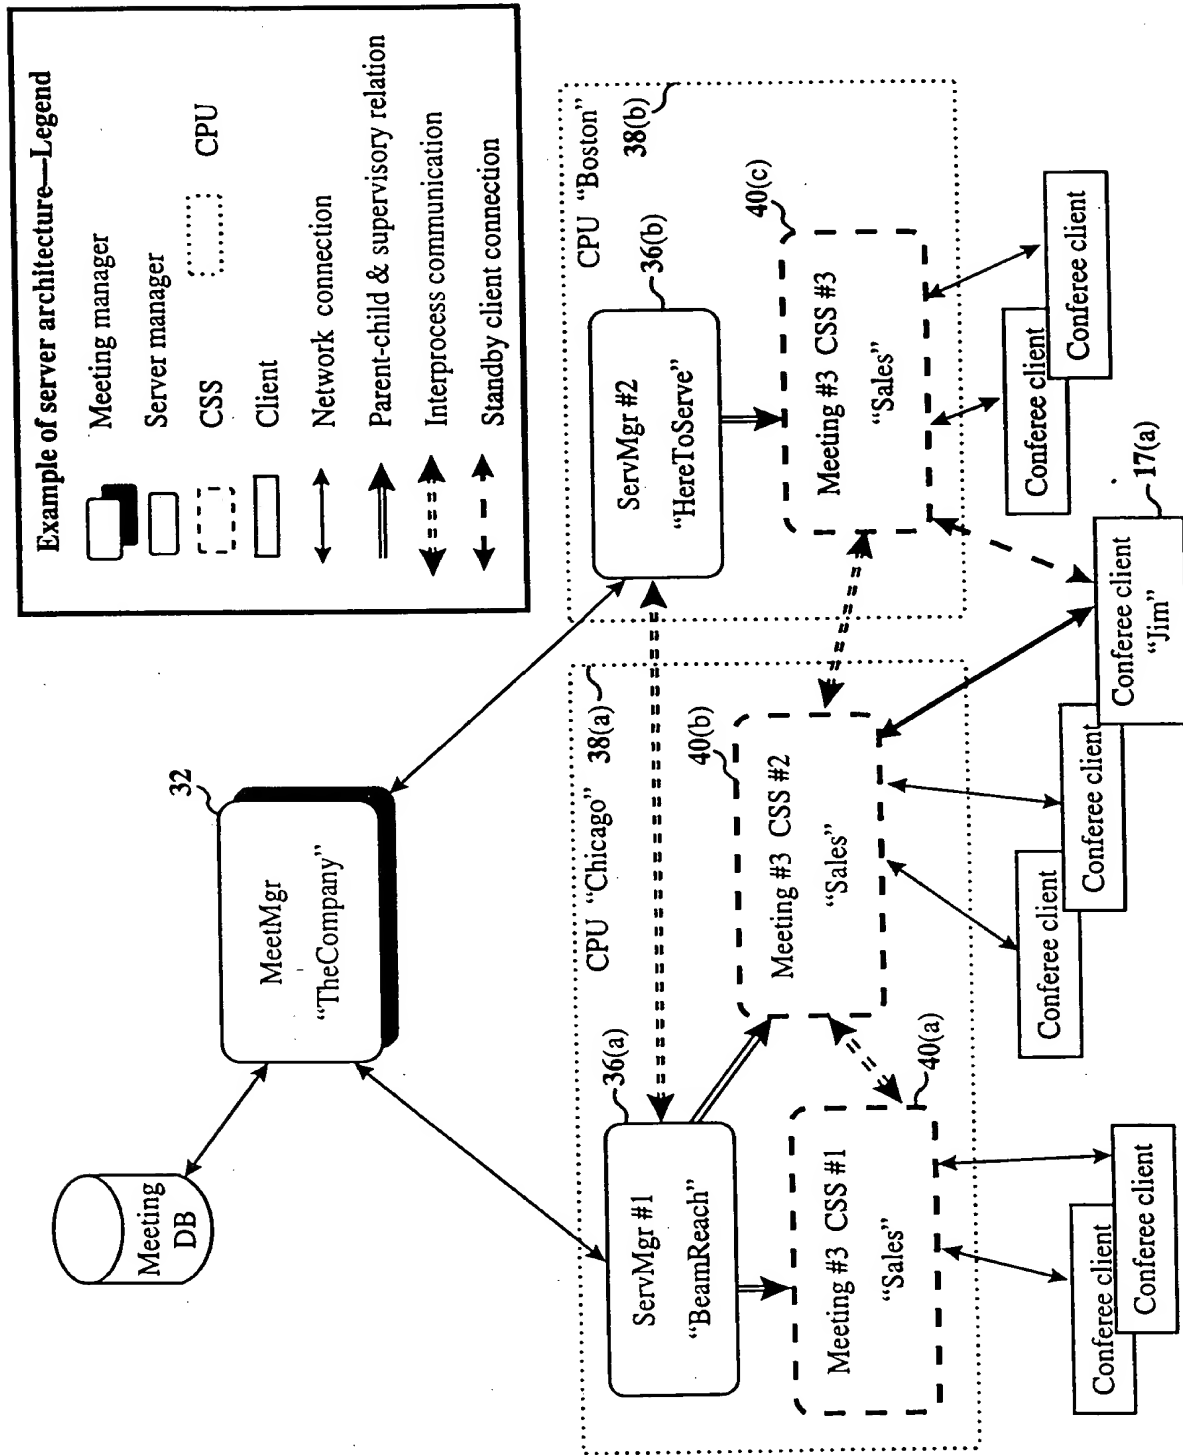 Example of server architecture—Legend
Meeting manager
Server manager
CSS
CPU
Client
Network connection
Parent-child & supervisory relation
Interprocess communication
Standby client connection
Meeting
DB
MeetMgr
“TheCompany”
32
CPU “Chicago”
38(a)
ServMgr #1
“BeamReach”
36(a)
Meeting #3 CSS #1
“Sales”
40(a)
Meeting #3 CSS #2
“Sales”
40(b)
CPU “Boston”
38(b)
ServMgr #2
“HereToServe”
36(b)
Meeting #3 CSS #3
“Sales”
40(c)
Conferee client
Conferee client
Conferee client
Conferee client
Conferee client
“Jim”
17(a)
Conferee client
Conferee client